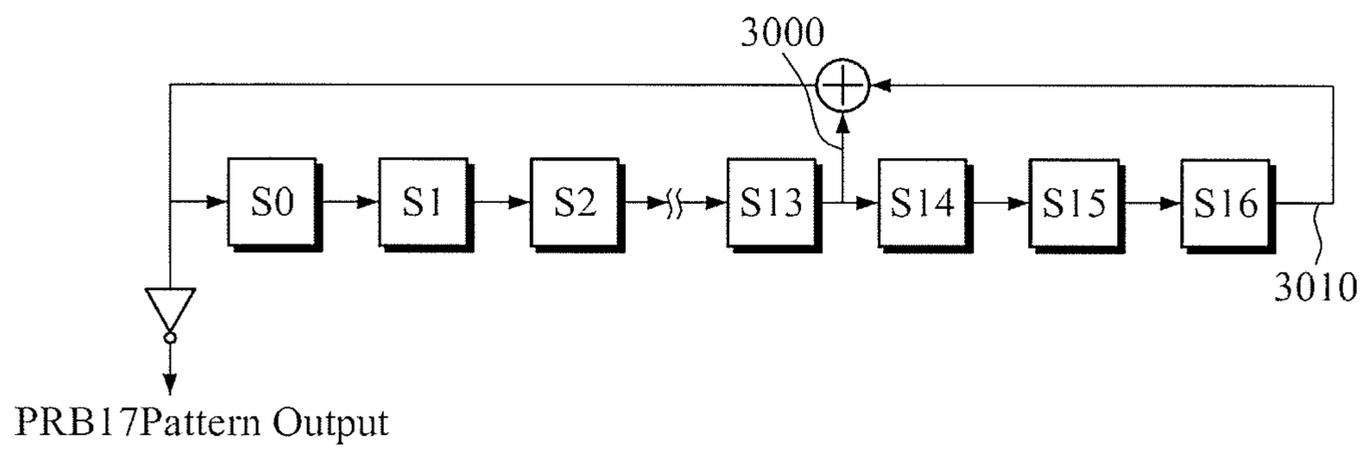 3000
S0
S1
S2
S13
S14
S15
S16
3010
PRB17Pattern Output